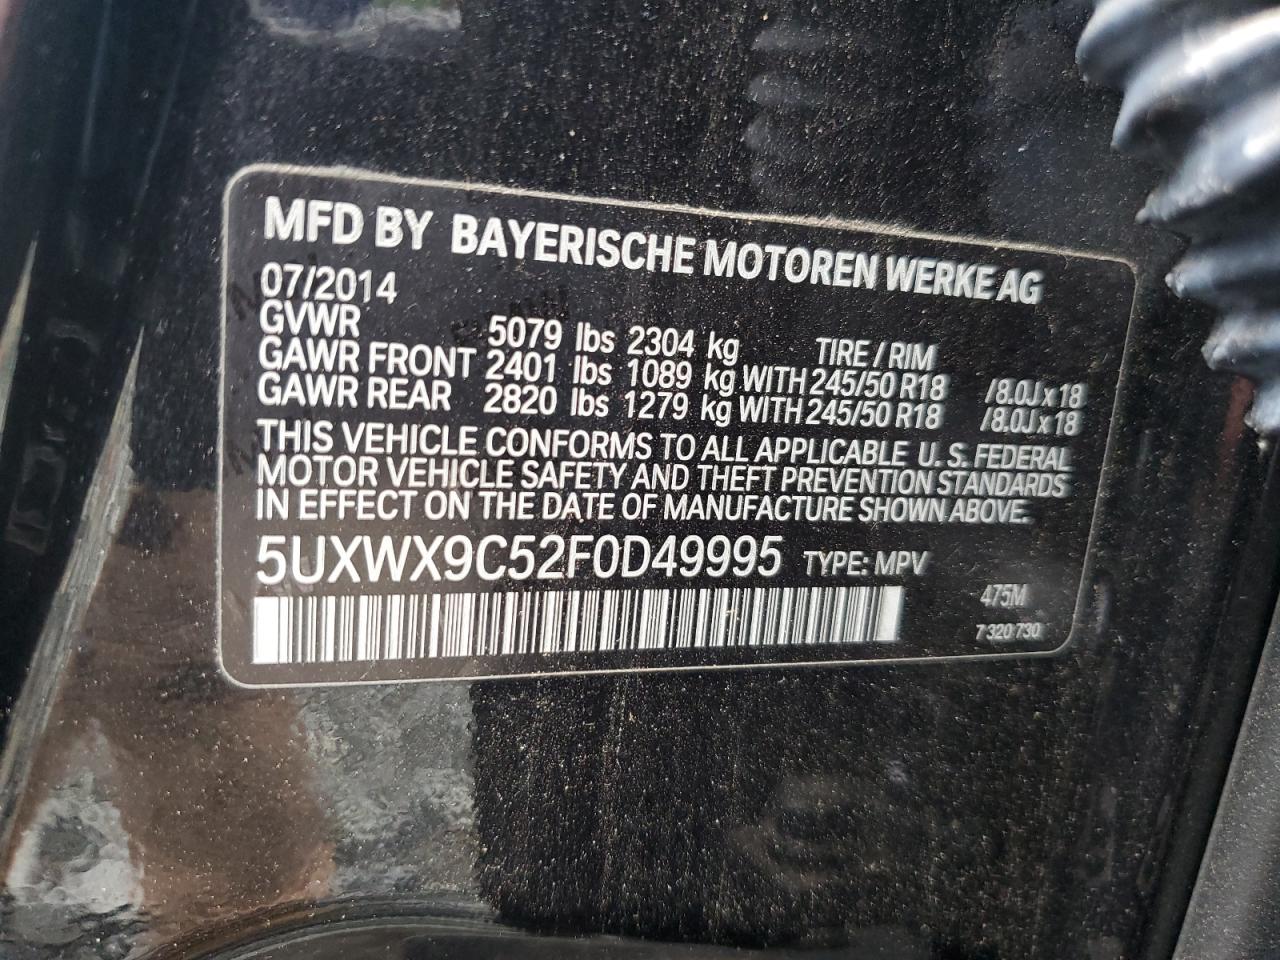 MFD BY BAYERISCHE MOTOREN WERKE AG
07/2014
GVWR 5079 lbs 2304 kg TIRE / RIM
GAWR FRONT 2401 lbs 1089 kg WITH 245/50 R18 /8.0J x 18
GAWR REAR 2820 lbs 1279 kg WITH 245/50 R18 /8.0J x 18
THIS VEHICLE CONFORMS TO ALL APPLICABLE U.S. FEDERAL
MOTOR VEHICLE SAFETY AND THEFT PREVENTION STANDARDS
IN EFFECT ON THE DATE OF MANUFACTURE SHOWN ABOVE.
5UXWX9C52F0D49995 TYPE: MPV
475M
7 320 730